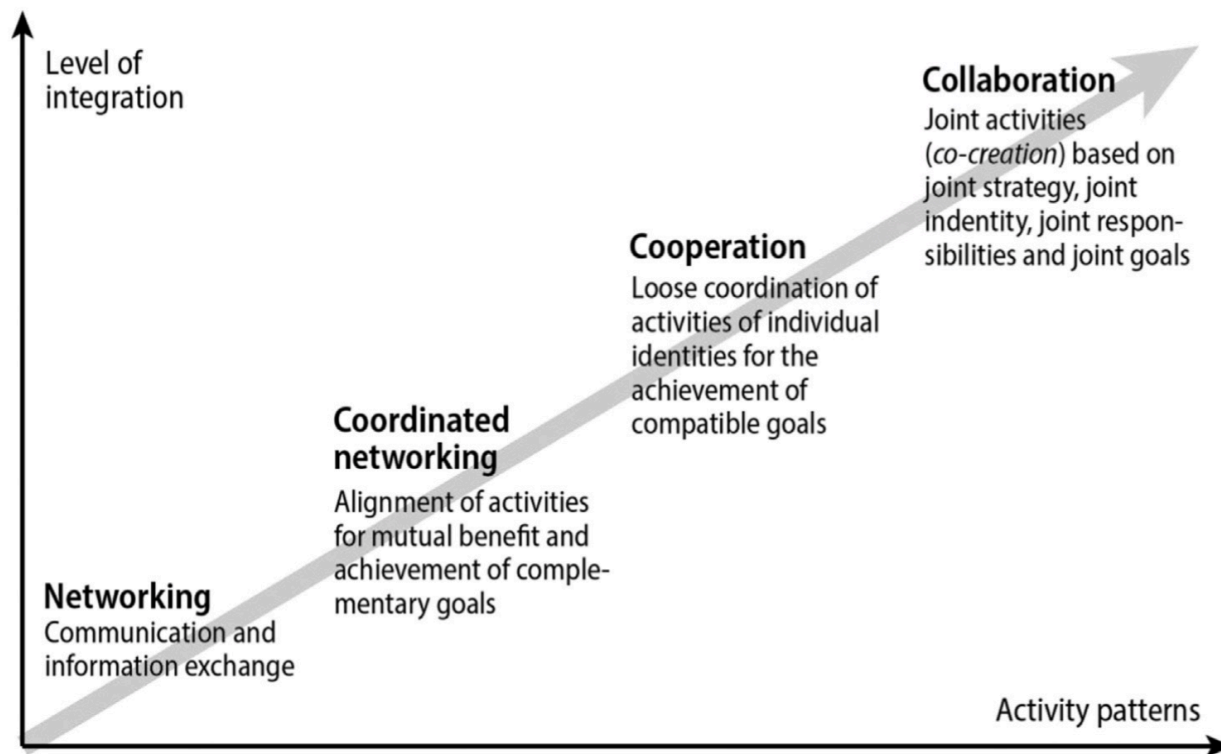 Level of
integration
Collaboration
Joint activities
(co-creation) based on
joint strategy, joint
indentity, joint respon-
sibilities and joint goals
Cooperation
Loose coordination of
activities of individual
identities for the
achievement of
compatible goals
Coordinated
networking
Alignment of activities
for mutual benefit and
achievement of comple-
mentary goals
Networking
Communication and
information exchange
Activity patterns